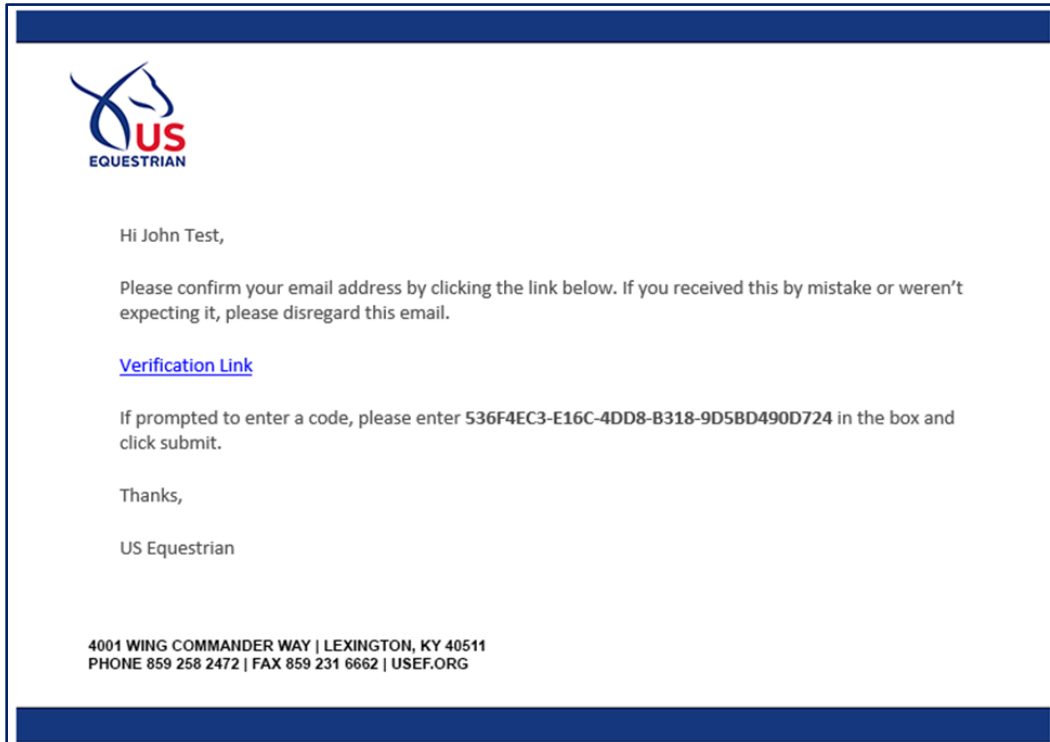 US
EQUESTRIAN
Hi John Test,
Please confirm your email address by clicking the link below. If you received this by mistake or weren’t
expecting it, please disregard this email.
Verification Link
If prompted to enter a code, please enter 536F4EC3-E16C-4DD8-B318-9D5BD490D724 in the box and
click submit.
Thanks,
US Equestrian
4001 WING COMMANDER WAY | LEXINGTON, KY 40511
PHONE 859 258 2472 | FAX 859 231 6662 | USEF.ORG